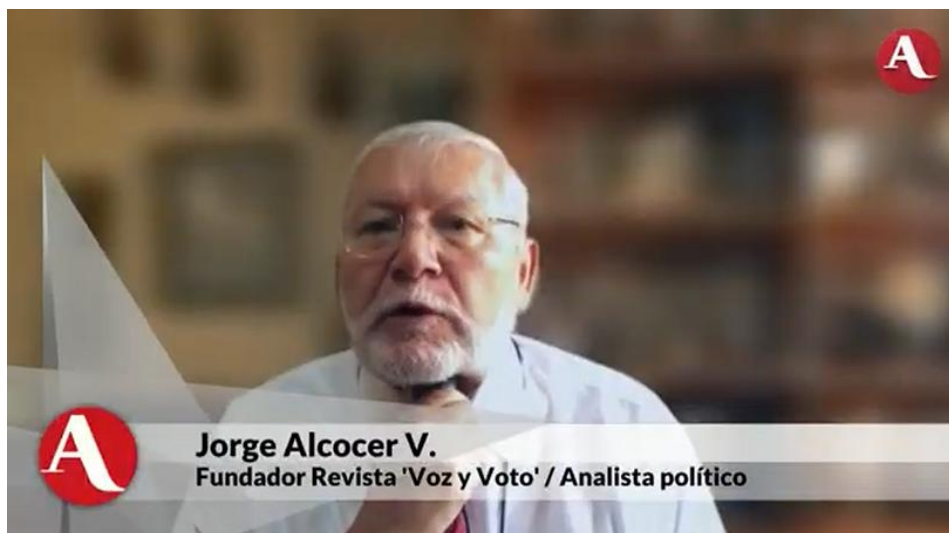 A
A
Jorge Alcocer V.
Fundador Revista 'Voz y Voto' / Analista político